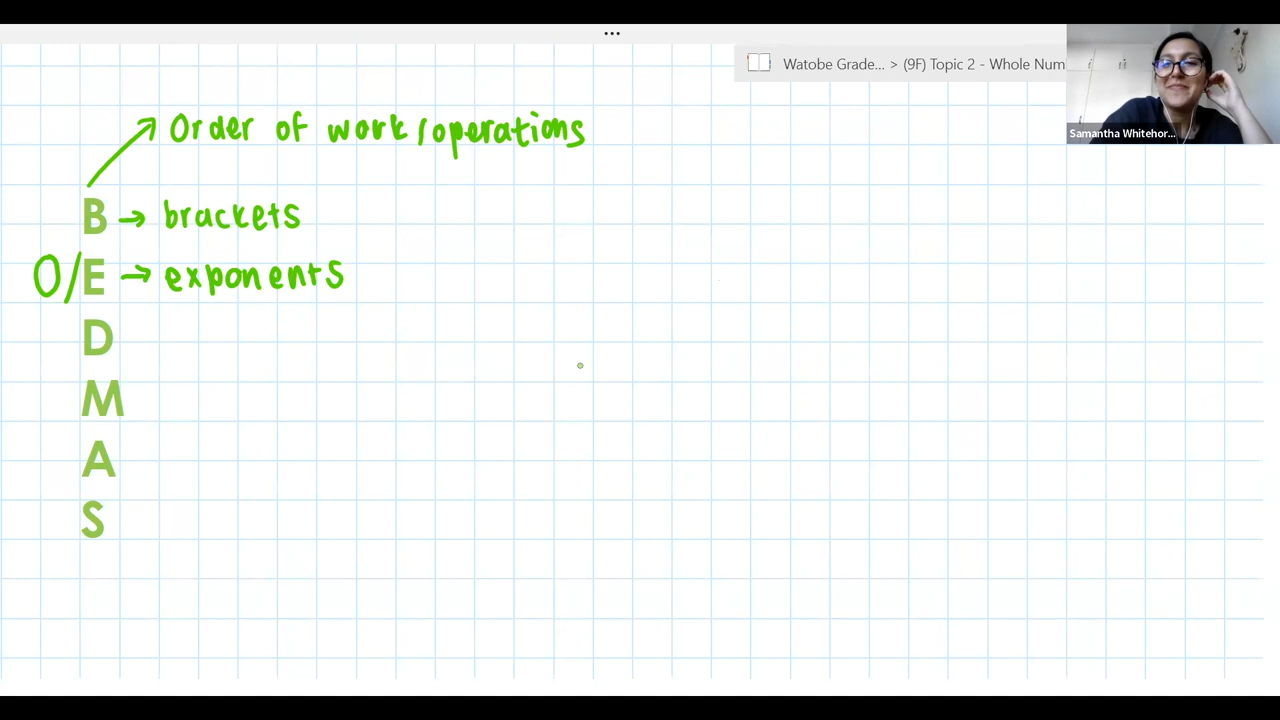 ...
Watobe Grade... > (9F) Topic 2 - Whole Num
Samantha Whitehor...
Order of work/operations
B → brackets
O/E → exponents
D
M
A
S